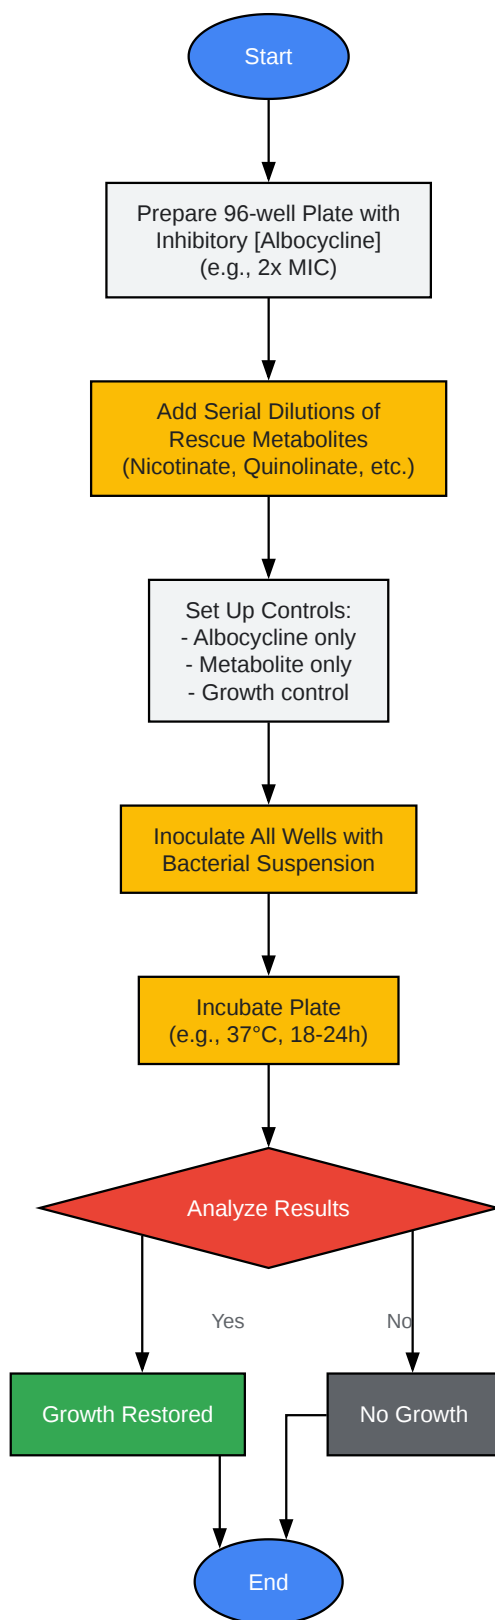 Start
Prepare 96-well Plate with
Inhibitory [Albocycline]
(e.g., 2x MIC)
Add Serial Dilutions of
Rescue Metabolites
(Nicotinate, Quinolinate, etc.)
Set Up Controls:
- Albocycline only
- Metabolite only
- Growth control
Inoculate All Wells with
Bacterial Suspension
Incubate Plate
(e.g., 37°C, 18-24h)
Analyze Results
Yes
No
Growth Restored
No Growth
End